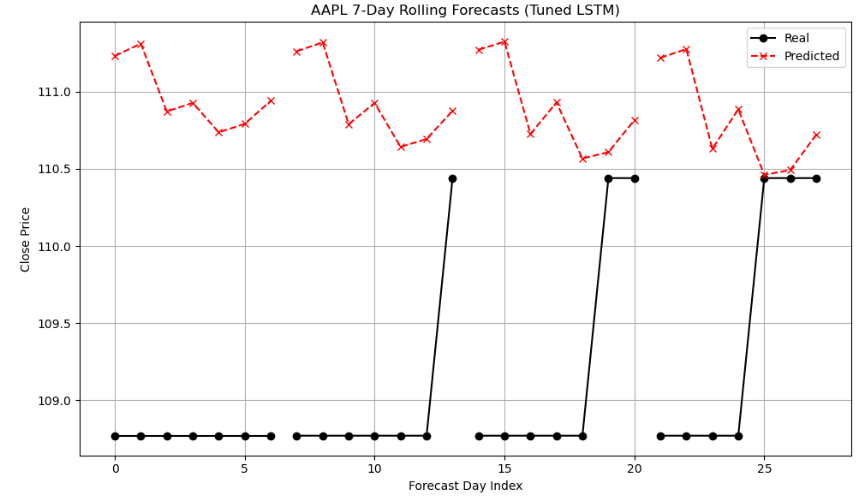 AAPL 7-Day Rolling Forecasts (Tuned LSTM)
Real
Predicted
Close Price
111.0
110.5
110.0
109.5
109.0
0 5 10 15 20 25
Forecast Day Index